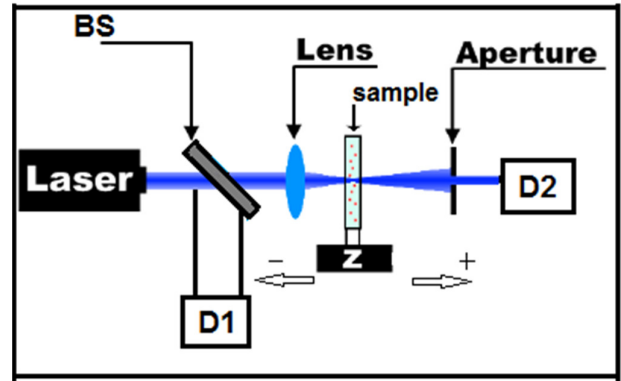 BS
Lens
Aperture
sample
Laser
D2
Z
− +
D1